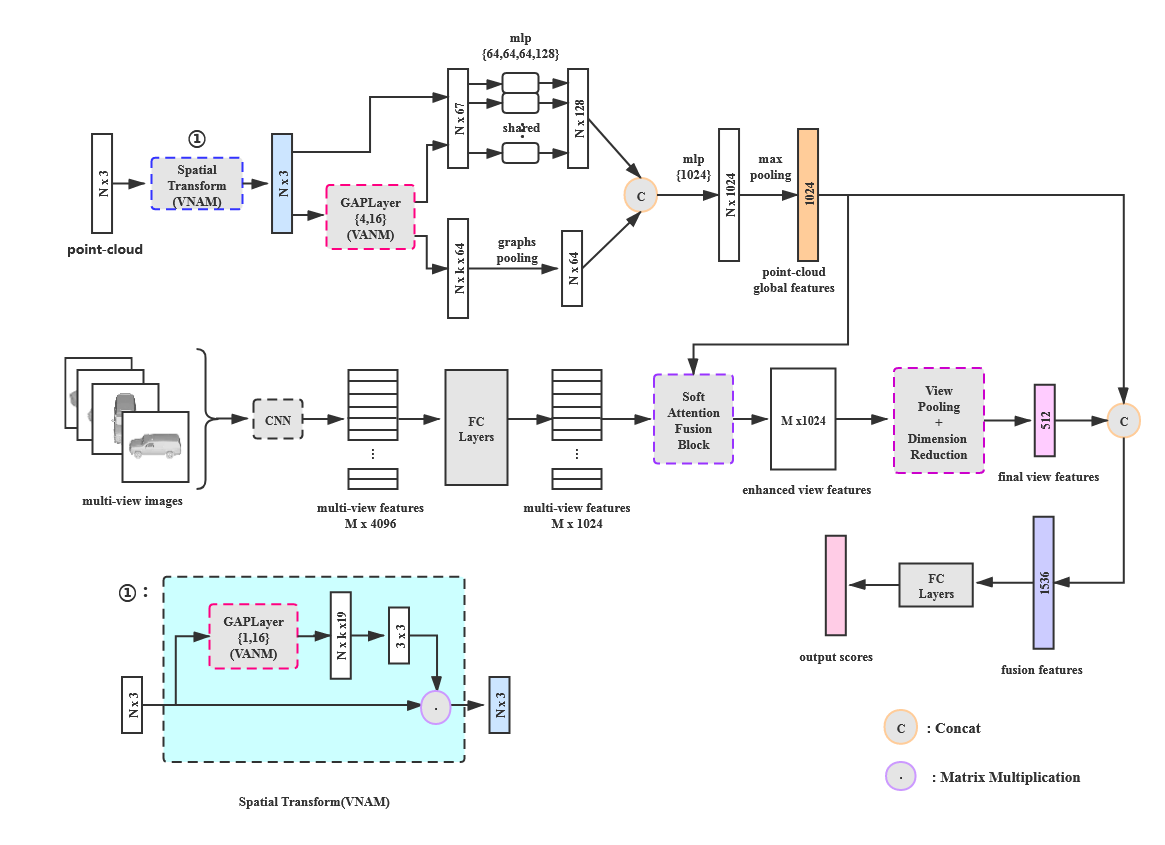 mlp
{64,64,64,128}
①
N x 3
Spatial
Transform
(VNAM)
N x 3
point-cloud
GAPLayer
{4,16}
(VANM)
N x 67
shared
⋮
N x 128
N x k x 64
graphs
pooling
N x 64
C
mlp
{1024}
N x 1024
max
pooling
1024
point-cloud
global features
multi-view images
CNN
⋮
multi-view features
M x 4096
FC
Layers
⋮
multi-view features
M x 1024
Soft
Attention
Fusion
Block
M x1024
enhanced view features
View
Pooling
+
Dimension
Reduction
512
final view features
C
1536
fusion features
FC
Layers
output scores
① :
N x 3
GAPLayer
{1,16}
(VANM)
N x k x19
3 x 3
.
N x 3
Spatial Transform(VNAM)
C : Concat
. : Matrix Multiplication